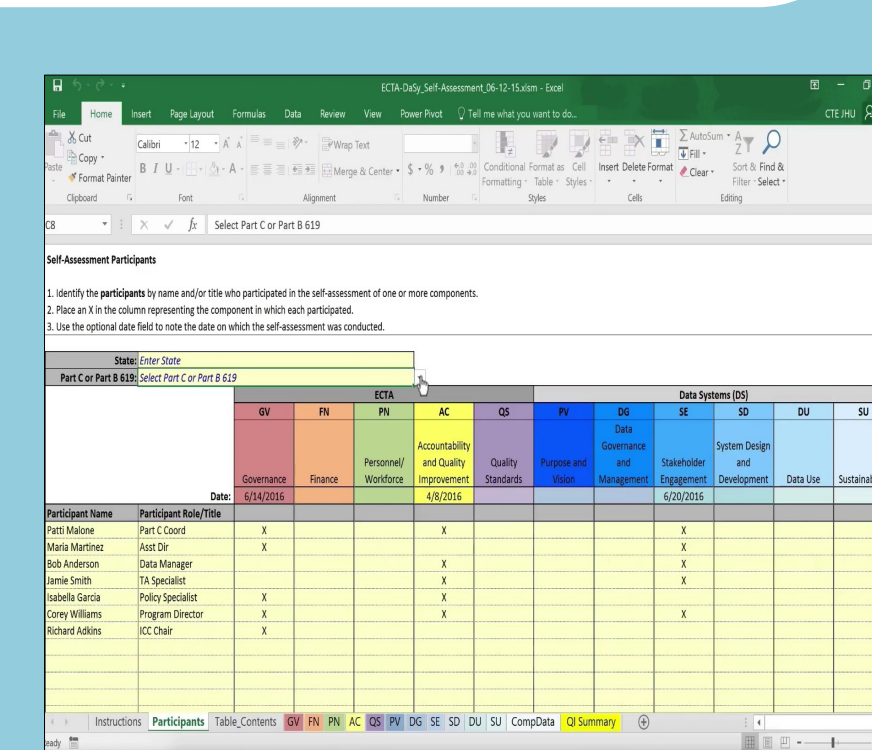 ECTA-DaSy_Self-Assessment_06-12-15.xlsm - Excel
File Home Insert Page Layout Formulas Data Review View Power Pivot Tell me what you want to do... CTE JHU
Cut
Copy
Format Painter
Paste
Calibri 12 A A
B I U A
Wrap Text
Merge & Center
$ % ,
Conditional Formatting
Format as Table
Cell Styles
Insert Delete Format
AutoSum
Fill
Clear
Sort & Filter
Find & Select
Clipboard Font Alignment Number Styles Cells Editing
C8 fx Select Part C or Part B 619
Self-Assessment Participants
1. Identify the participants by name and/or title who participated in the self-assessment of one or more components.
2. Place an X in the column representing the component in which each participated.
3. Use the optional date field to note the date on which the self-assessment was conducted.
State: Enter State
Part C or Part B 619: Select Part C or Part B 619
ECTA Data Systems (DS)
GV FN PN AC QS PV DG SE SD DU SU
Governance
Finance
Personnel/
Workforce
Accountability
and Quality
Improvement
Quality
Standards
Purpose and
Vision
Data
Governance
and
Management
Stakeholder
Engagement
System Design
and
Development
Data Use
Sustainab
Date: 6/14/2016 4/8/2016 6/20/2016
Participant Name Participant Role/Title
Patti Malone Part C Coord X X X
Maria Martinez Asst Dir X X
Bob Anderson Data Manager X X
Jamie Smith TA Specialist X X
Isabella Garcia Policy Specialist X X
Corey Williams Program Director X X X
Richard Adkins ICC Chair X
Instructions Participants Table_Contents GV FN PN AC QS PV DG SE SD DU SU CompData QI Summary
eady